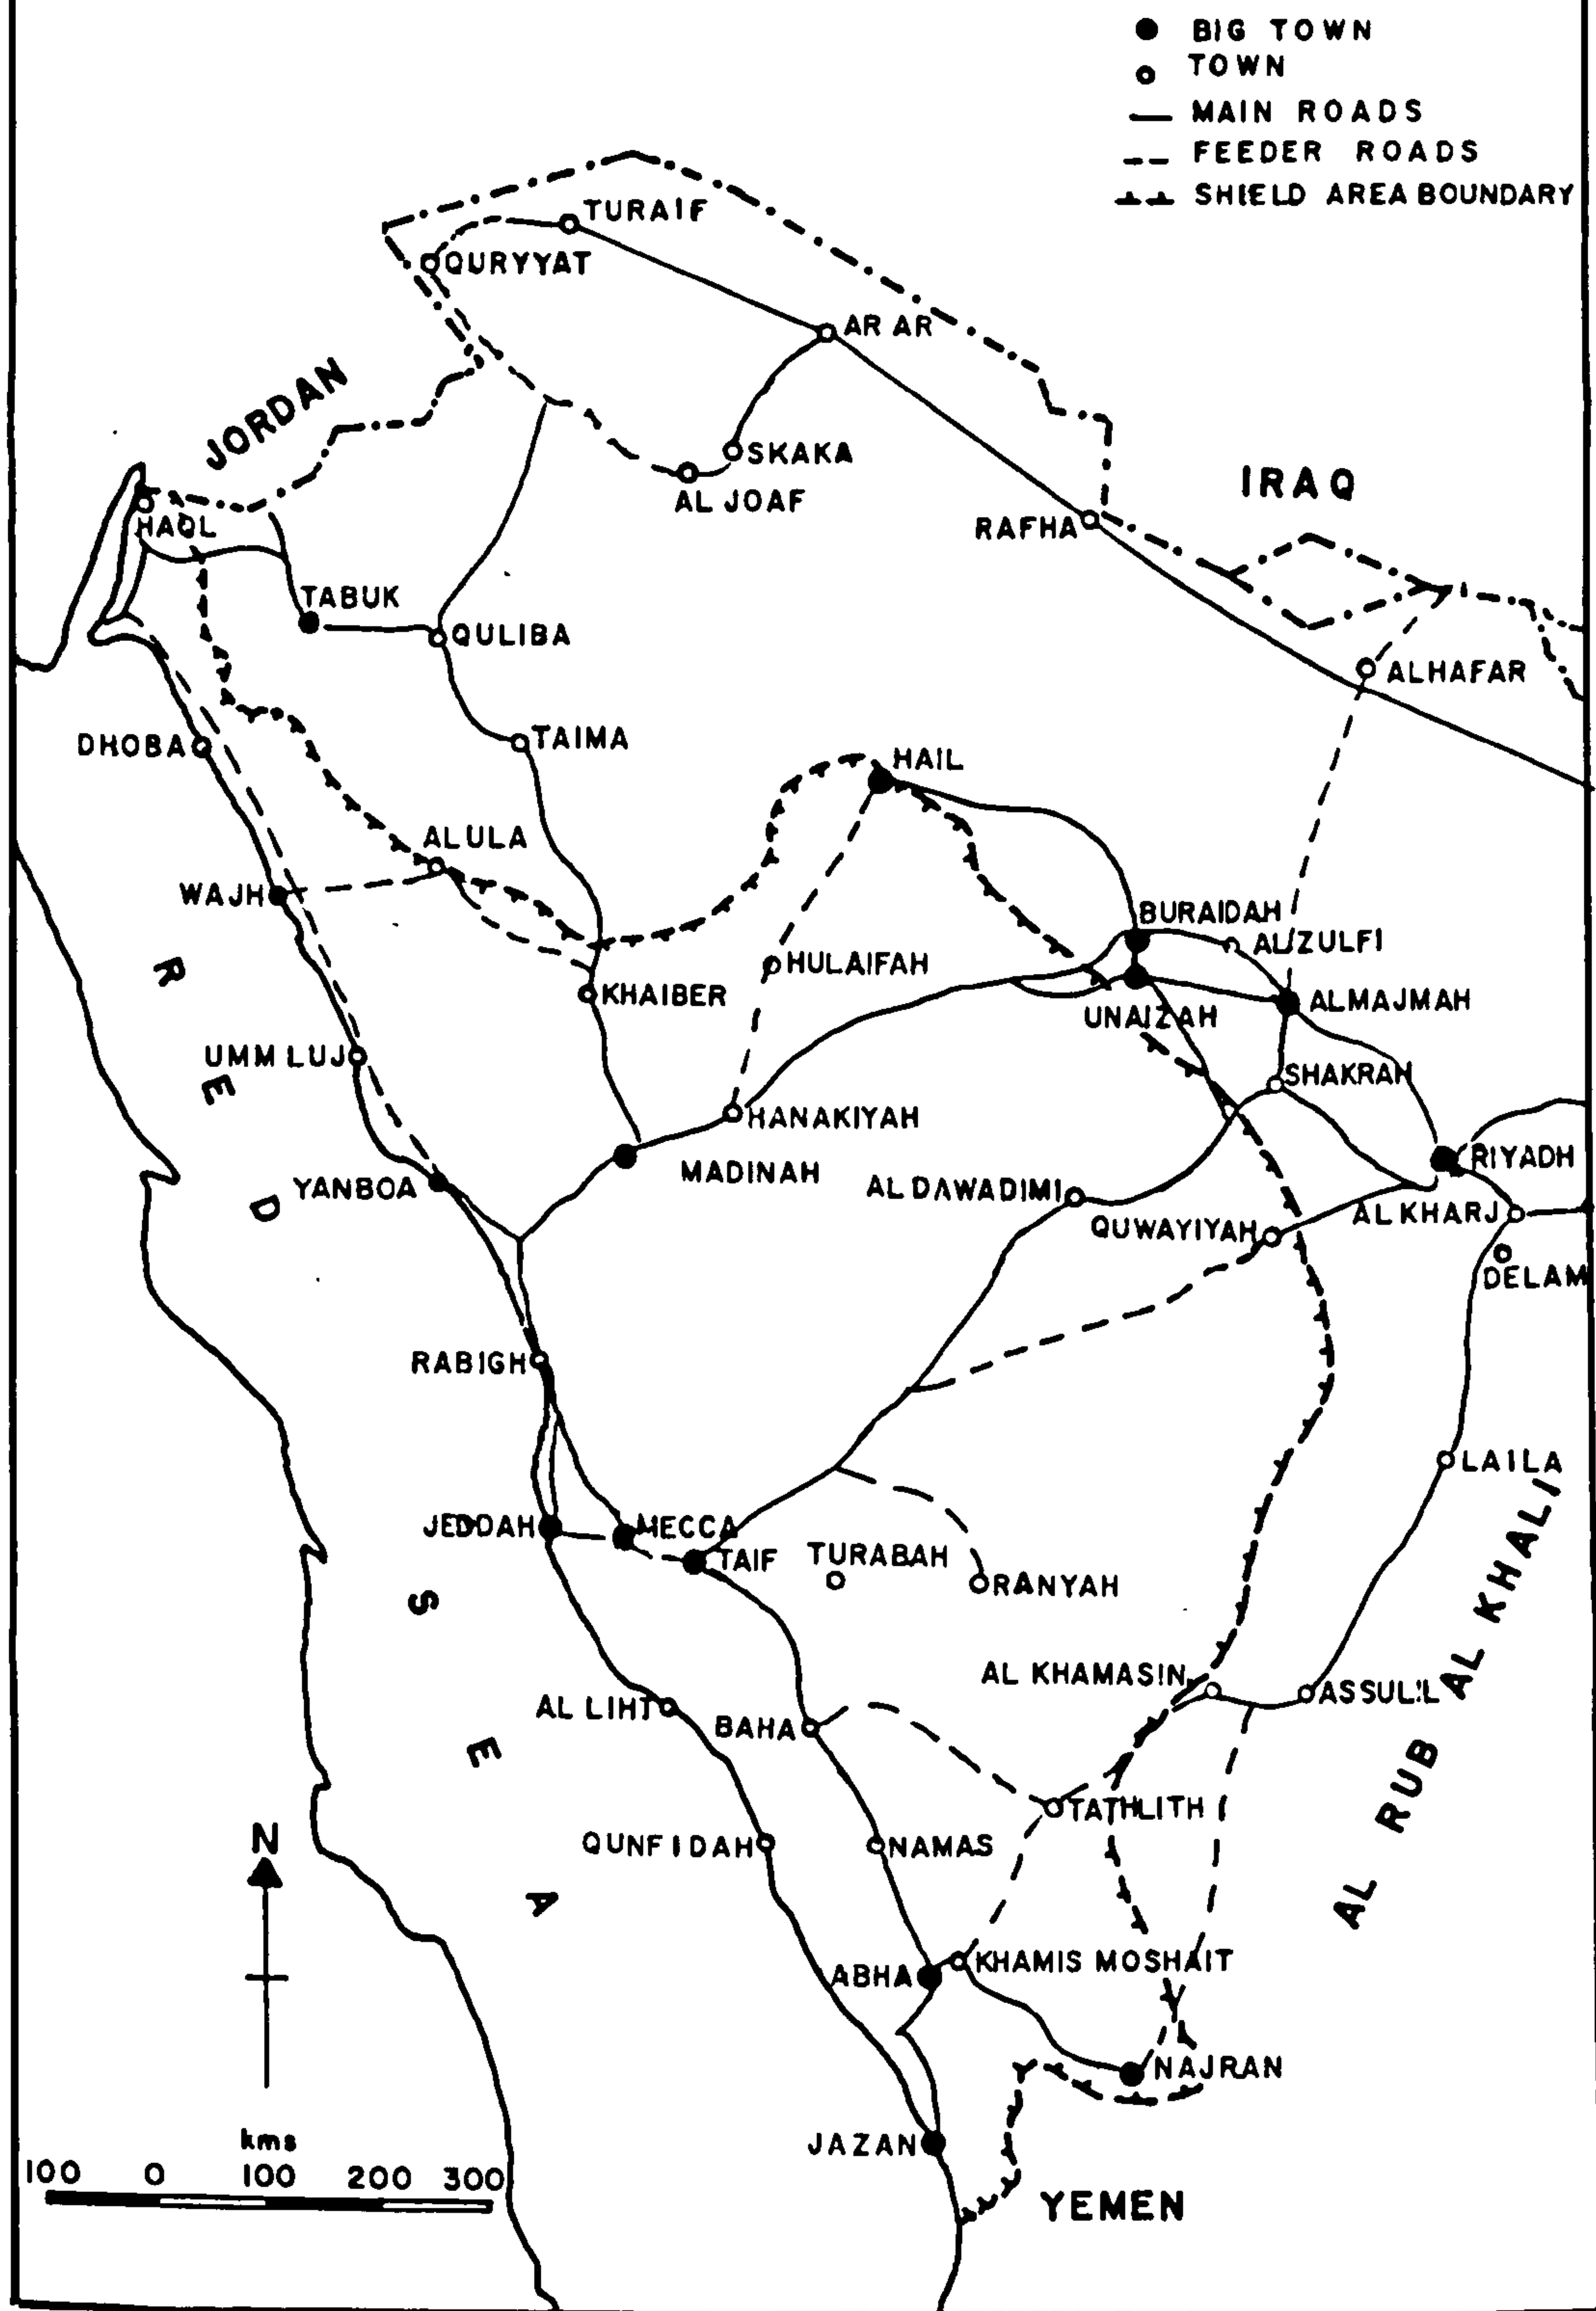 BIG TOWN
TOWN
MAIN ROADS
FEEDER ROADS
SHIELD AREA BOUNDARY
TURAIF
QURYYAT
AR AR
JORDAN
SKAKA
AL JOAF
IRAQ
RAFHA
HAQL
TABUK
QULIBA
ALHAFAR
DHOBA
TAIMA
HAIL
ALULA
WAJH
BURAIDAH
ALZULFI
HULAIFAH
KHAIBER
ALMAJMAH
UNAIZAH
UMM LUJ
SHAKRAH
HANAKIYAH
MADINAH
RIYADH
YANBOA
AL DAWADIMI
QUWAYIYAH
AL KHARJ
DELAM
RABIGH
LAILA
JEDDAH
MECCA
TAIF
TURABAH
RANYAH
AL KHAMASIN
ASSULIL
AL LIHT
BAHA
TATHLITH
QUNFIDAH
NAMAS
AL RUB AL KHALI
RED SEA
N
KHAMIS MOSHAIT
ABHA
NAJRAN
JAZAN
kms
100 0 100 200 300
YEMEN